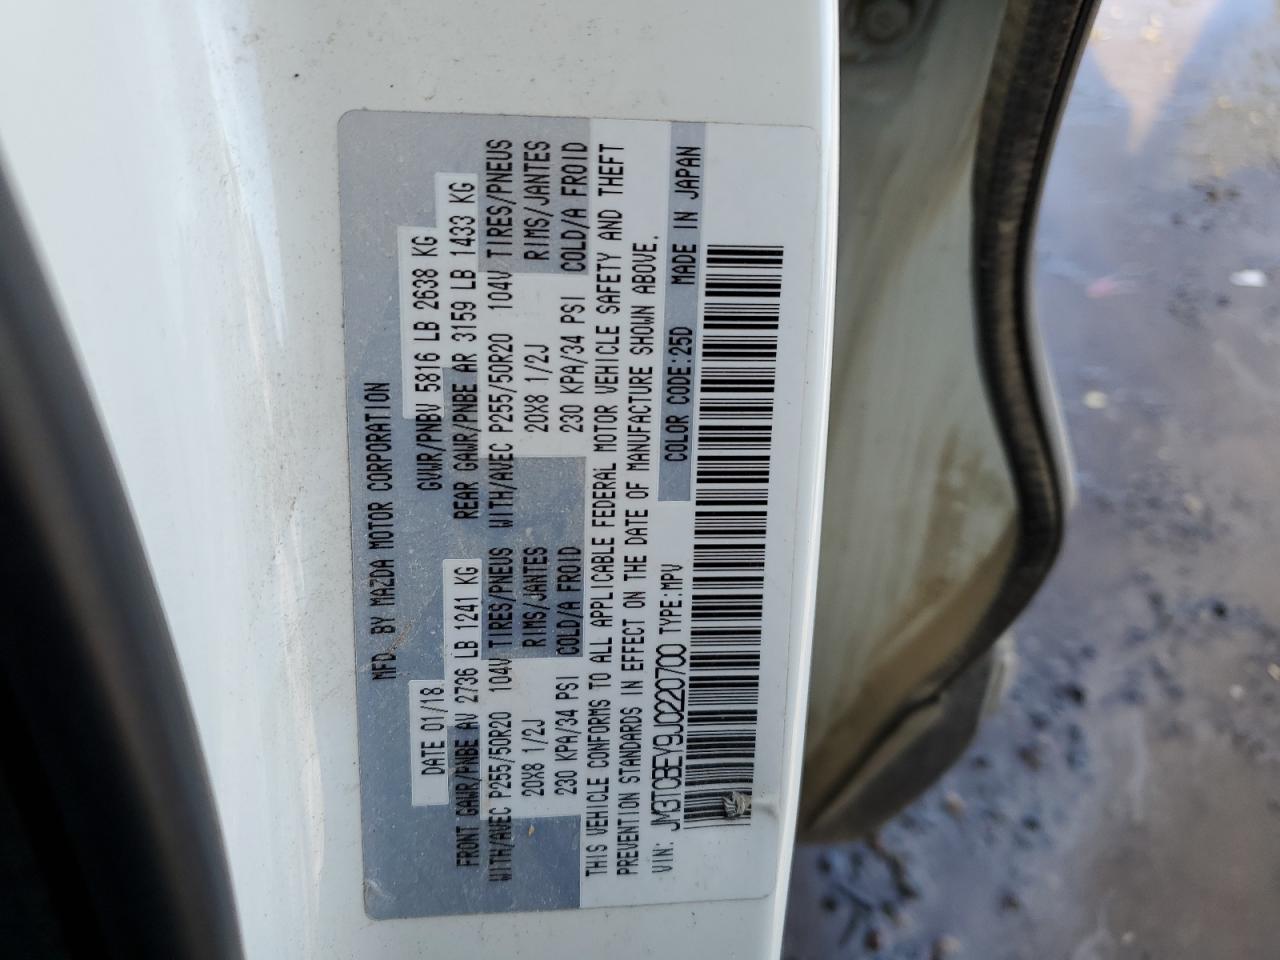 MFD. BY MAZDA MOTOR CORPORATION
DATE 01/18 GVWR/PNBV 5816 LB 2638 KG
FRONT GAWR/PNBE AV 2736 LB 1241 KG REAR GAWR/PNBE AR 3159 LB 1433 KG
WITH/AVEC P255/50R20 104V TIRES/PNEUS WITH/AVEC P255/50R20 104V TIRES/PNEUS
20X8 1/2J RIMS/JANTES 20X8 1/2J RIMS/JANTES
230 KPA/34 PSI COLD/A FROID 230 KPA/34 PSI COLD/A FROID
THIS VEHICLE CONFORMS TO ALL APPLICABLE FEDERAL MOTOR VEHICLE SAFETY AND THEFT
PREVENTION STANDARDS IN EFFECT ON THE DATE OF MANUFACTURE SHOWN ABOVE.
VIN: JM3TCBEY9J0220700 TYPE:MPV COLOR CODE:25D MADE IN JAPAN